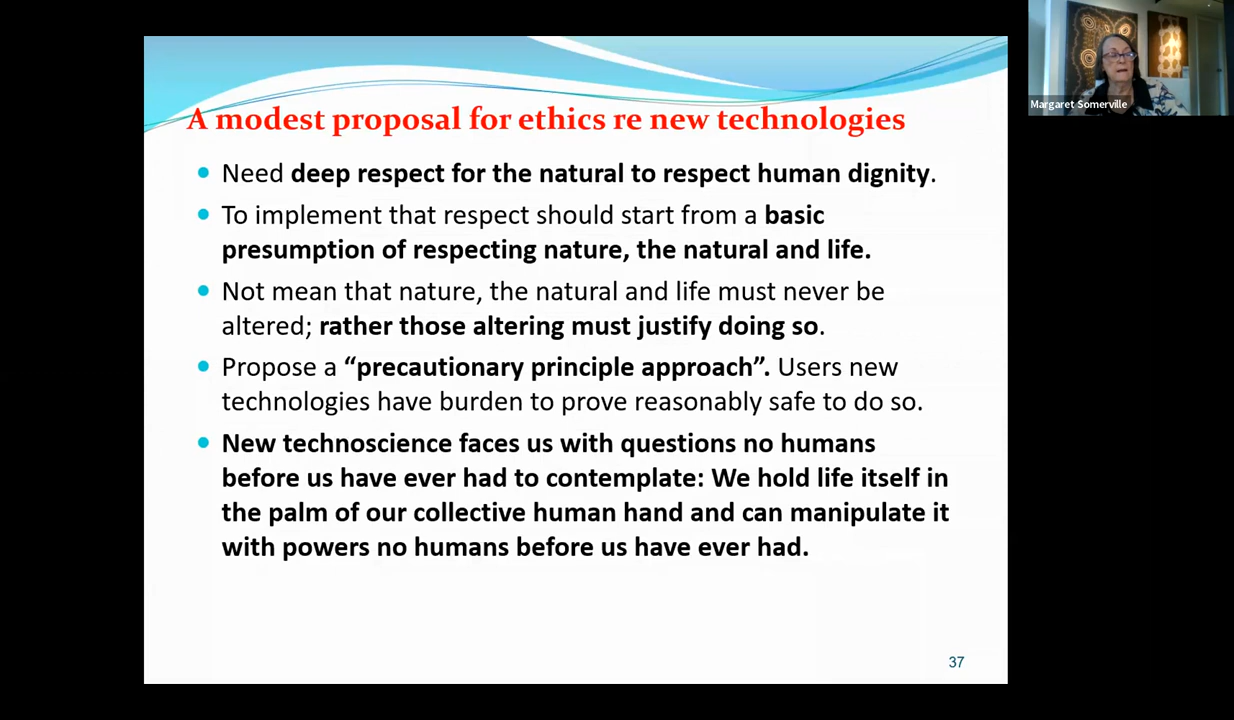 A modest proposal for ethics re new technologies
Need deep respect for the natural to respect human dignity.
To implement that respect should start from a basic
presumption of respecting nature, the natural and life.
Not mean that nature, the natural and life must never be
altered; rather those altering must justify doing so.
Propose a “precautionary principle approach”. Users new
technologies have burden to prove reasonably safe to do so.
New technoscience faces us with questions no humans
before us have ever had to contemplate: We hold life itself in
the palm of our collective human hand and can manipulate it
with powers no humans before us have ever had.
37
Margaret Somerville